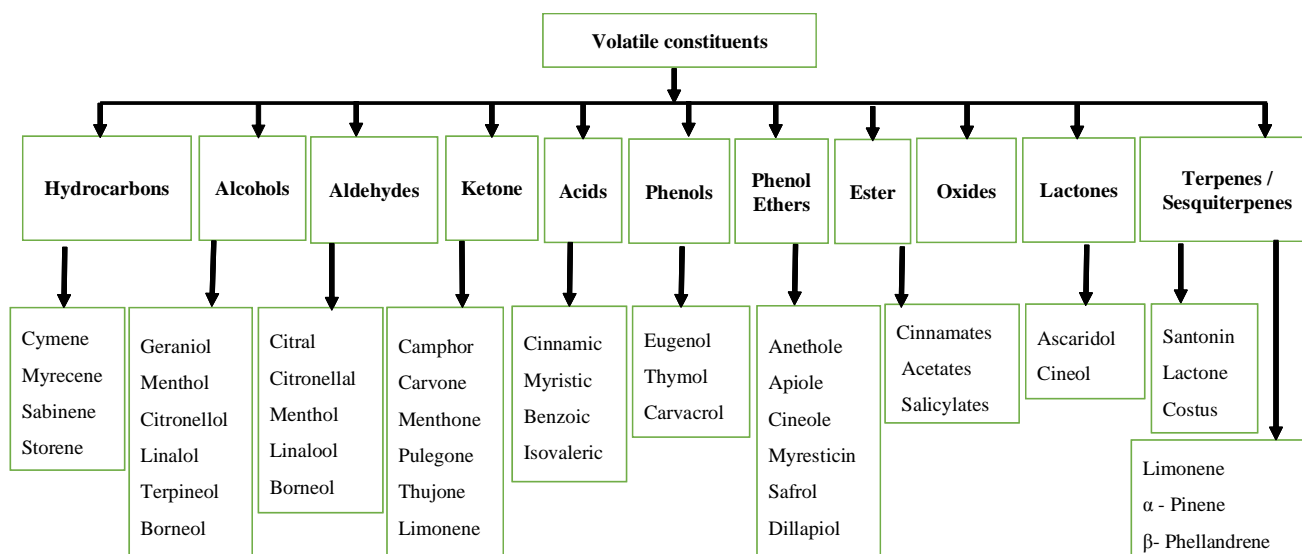 Volatile constituents
Hydrocarbons
Alcohols
Aldehydes
Ketone
Acids
Phenols
Phenol
Ethers
Ester
Oxides
Lactones
Terpenes /
Sesquiterpenes
Cymene
Myrecene
Sabinene
Storene
Geraniol
Menthol
Citronellol
Linalol
Terpineol
Borneol
Citral
Citronellal
Menthol
Linalool
Borneol
Camphor
Carvone
Menthone
Pulegone
Thujone
Limonene
Cinnamic
Myristic
Benzoic
Isovaleric
Eugenol
Thymol
Carvacrol
Anethole
Apiole
Cineole
Myresticin
Safrol
Dillapiol
Cinnamates
Acetates
Salicylates
Ascaridol
Cineol
Santonin
Lactone
Costus
Limonene
α - Pinene
β- Phellandrene